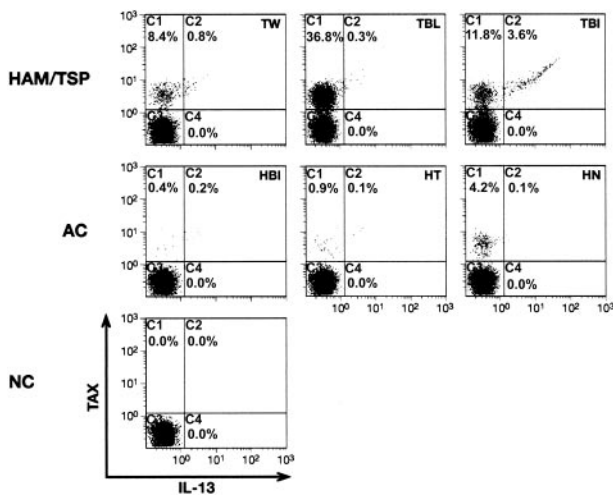 HAM/TSP
C1 C2 TW
8.4% 0.8%
C3 C4
0.0%
10³
10²
10¹
10⁰
C1 C2 TBL
36.8% 0.3%
C4
0.0%
C1 C2 TBI
11.8% 3.6%
C4
0.0%
AC
C1 C2 HBI
0.4% 0.2%
C3 C4
0.0%
10³
10²
10¹
10⁰
C1 C2 HT
0.9% 0.1%
C3 C4
0.0%
10⁰ 10¹ 10² 10³
C1 C2 HN
4.2% 0.1%
C3 C4
0.0%
10⁰ 10¹ 10² 10³
NC
C1 C2
0.0% 0.0%
C3 C4
0.0%
10³
10²
10¹
10⁰
10⁰ 10¹ 10² 10³
TAX
IL-13